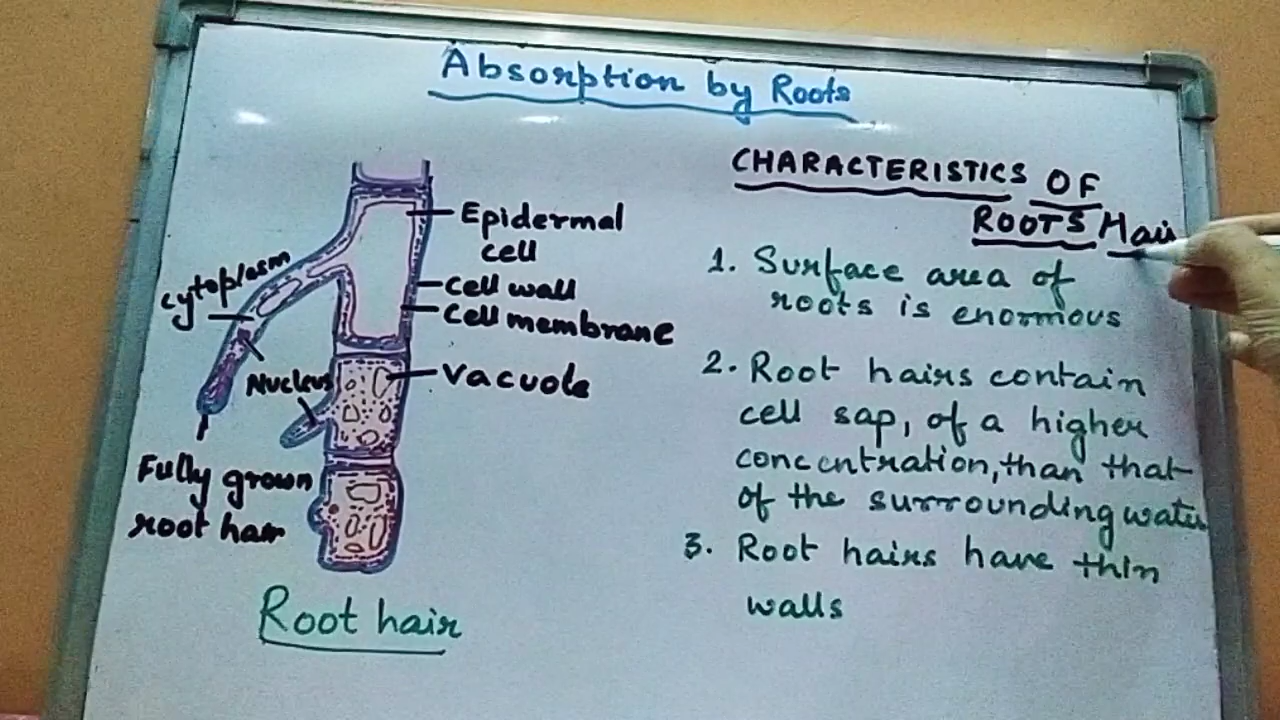 Absorption by Roots
Epidermal
cell
cytoplasm
Cell wall
Cell membrane
Nucleus
Vacuole
Fully grown
root hair
Root hair
CHARACTERISTICS OF
ROOTS Hair
1. Surface area of
roots is enormous
2. Root hairs contain
cell sap, of a higher
concentration, than that
of the surrounding water
3. Root hairs have thin
walls